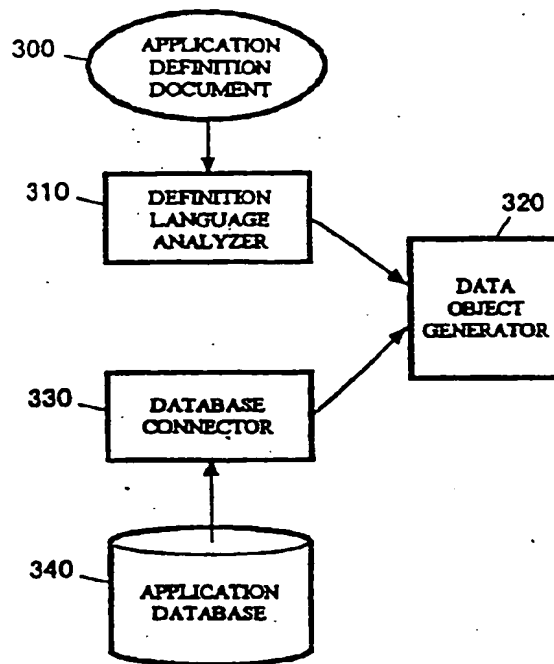 300
APPLICATION
DEFINITION
DOCUMENT
310
DEFINITION
LANGUAGE
ANALYZER
320
DATA
OBJECT
GENERATOR
330
DATABASE
CONNECTOR
340
APPLICATION
DATABASE